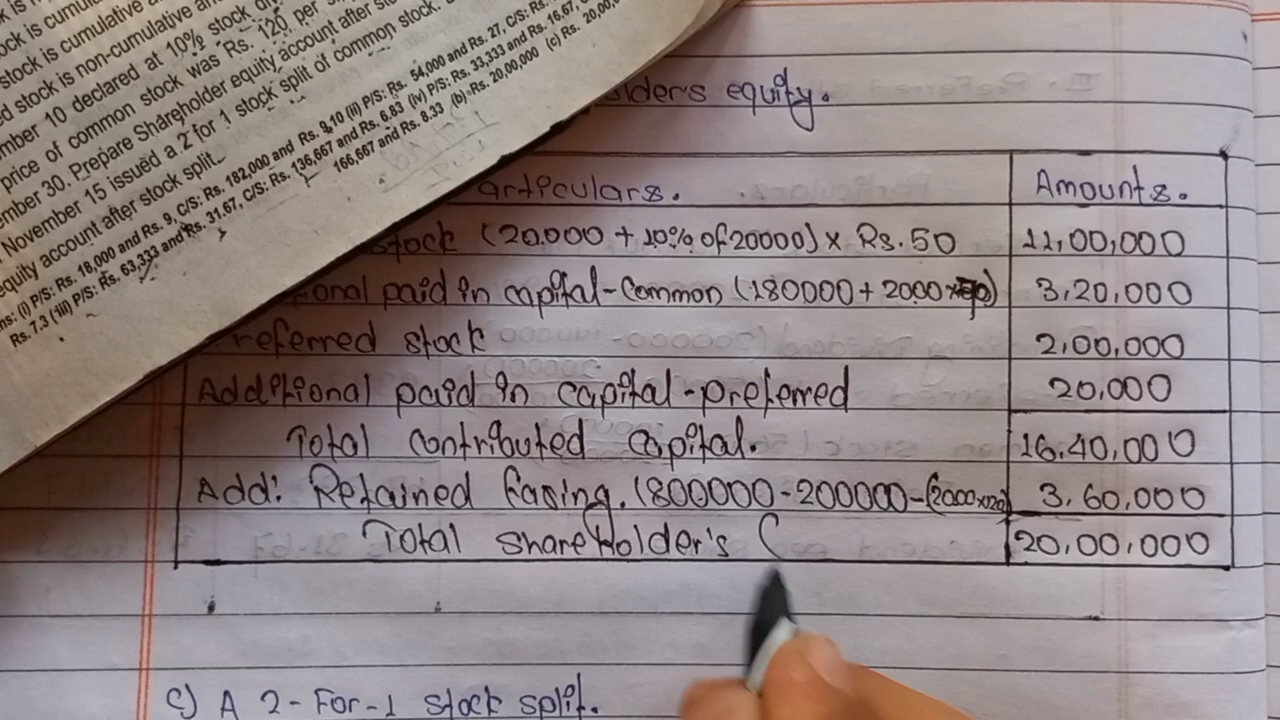 stock is cumulative
ed stock is non-cumulative and
mber 10 declared at 10% stock
price of common stock was Rs. 120 per
ember 30. Prepare Shareholder equity account after
November 15 issued a 2 for 1 stock split of common stock.
equity account after stock split.
ns: (i) P/S: Rs. 18,000 and Rs. 9, C/S: Rs. 182,000 and Rs. 9.10 (ii) P/S: Rs. 54,000 and Rs. 27, C/S: Rs.
Rs. 7.3 (iii) P/S: Rs. 63,333 and Rs. 31.67, C/S: Rs. 136,667 and Rs. 6.83 (iv) P/S: Rs. 33,333 and Rs. 16.67,
166,667 and Rs. 8.33 (b) Rs. 20,00,000 (c) Rs. 20,00,
olders equity.
articulars. Amounts.
stock (20.000 + 10% of 20000) x Rs. 50 11,00,000
ional paid in capital-Common (180000 + 2000 x 3,20,000
referred stock 2,00,000
Additional paid in capital-preferred 20,000
Total contributed capital. 16,40,000
Add: Retained Easing. (800000-200000-(2000x120) 3,60,000
Total shareholder's ( 20,00,000
c) A 2-For-1 stock split.